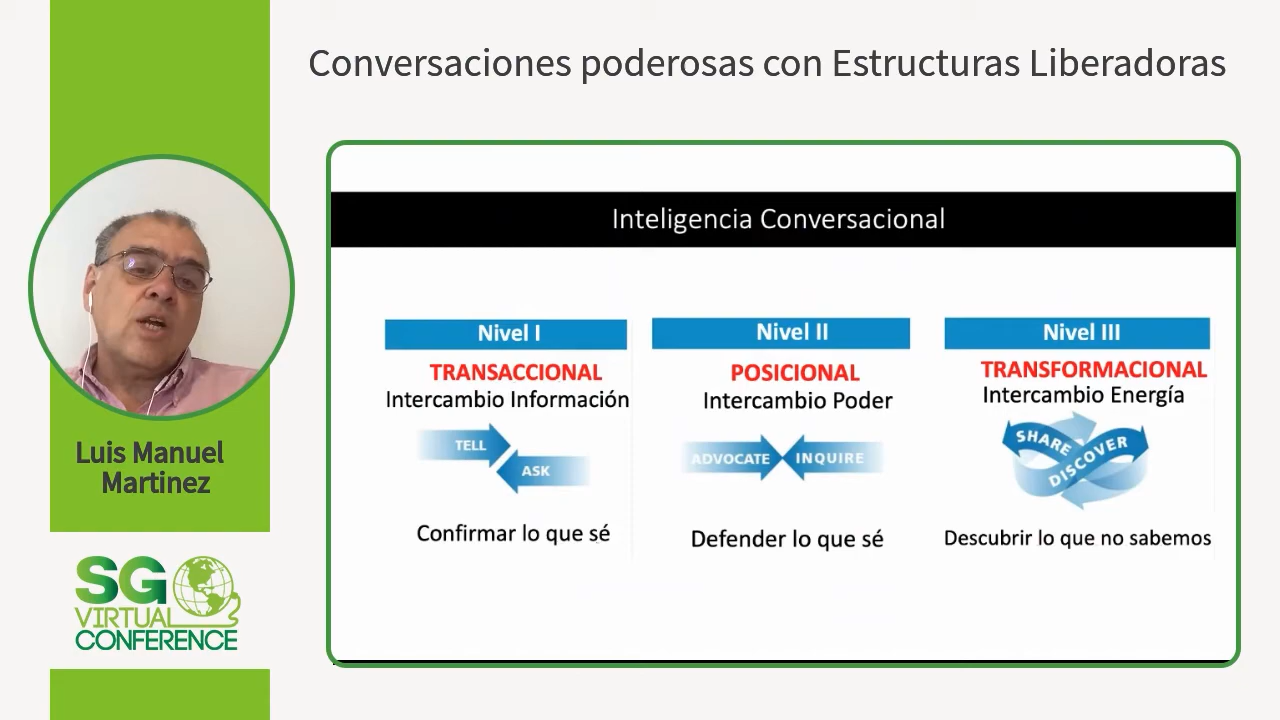 Conversaciones poderosas con Estructuras Liberadoras
Inteligencia Conversacional
Nivel I
TRANSACCIONAL
Intercambio Información
TELL
ASK
Confirmar lo que sé
Nivel II
POSICIONAL
Intercambio Poder
ADVOCATE
INQUIRE
Defender lo que sé
Nivel III
TRANSFORMACIONAL
Intercambio Energía
SHARE
DISCOVER
Descubrir lo que no sabemos
Luis Manuel
Martinez
SG
VIRTUAL
CONFERENCE